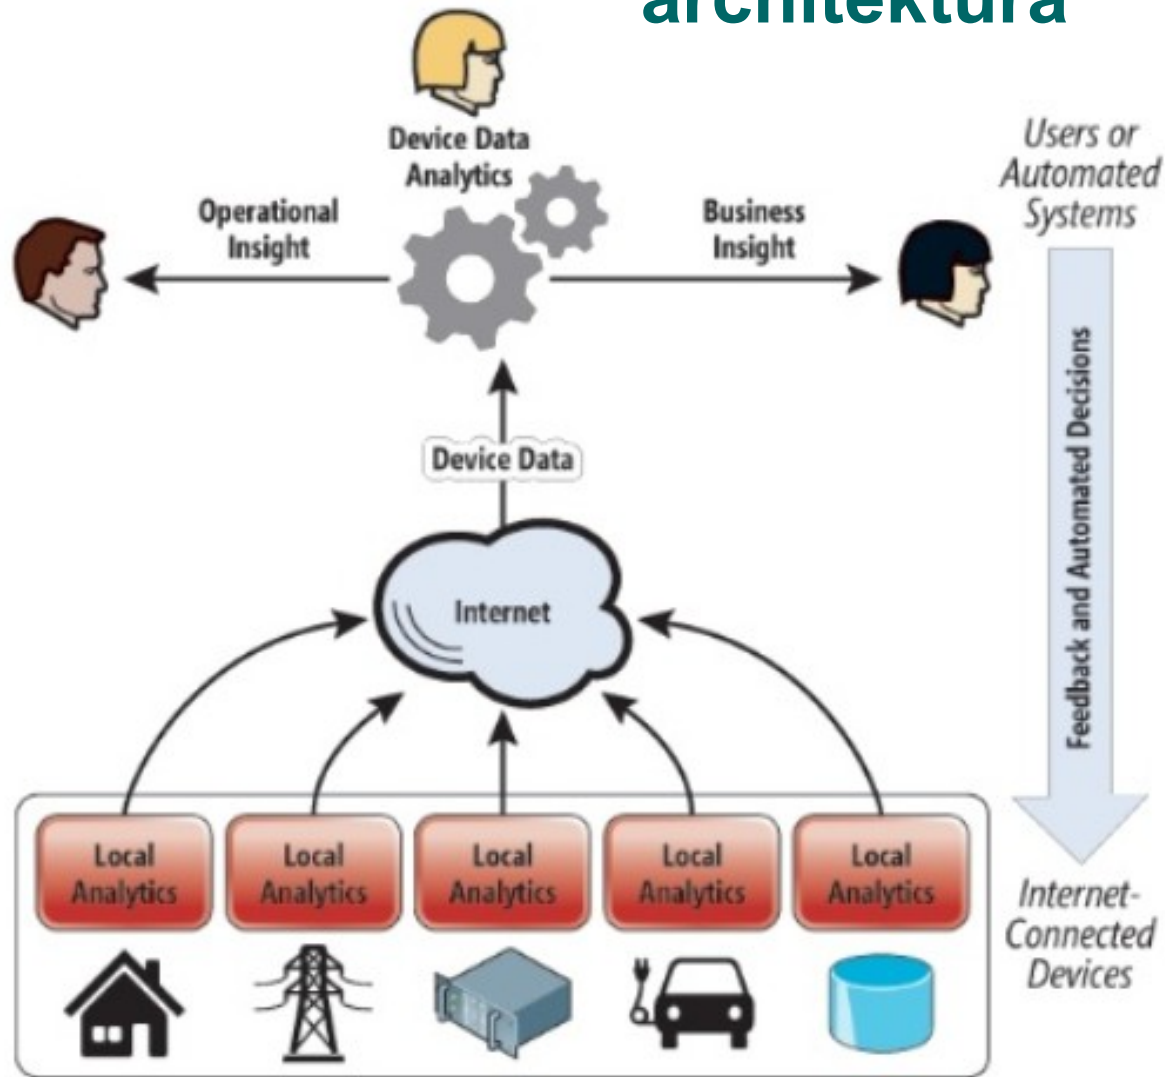 architektūra
Device Data
Analytics
Operational
Insight
Business
Insight
Users or
Automated
Systems
Device Data
Feedback and Automated Decisions
Internet
Local
Analytics
Local
Analytics
Local
Analytics
Local
Analytics
Local
Analytics
Internet-
Connected
Devices